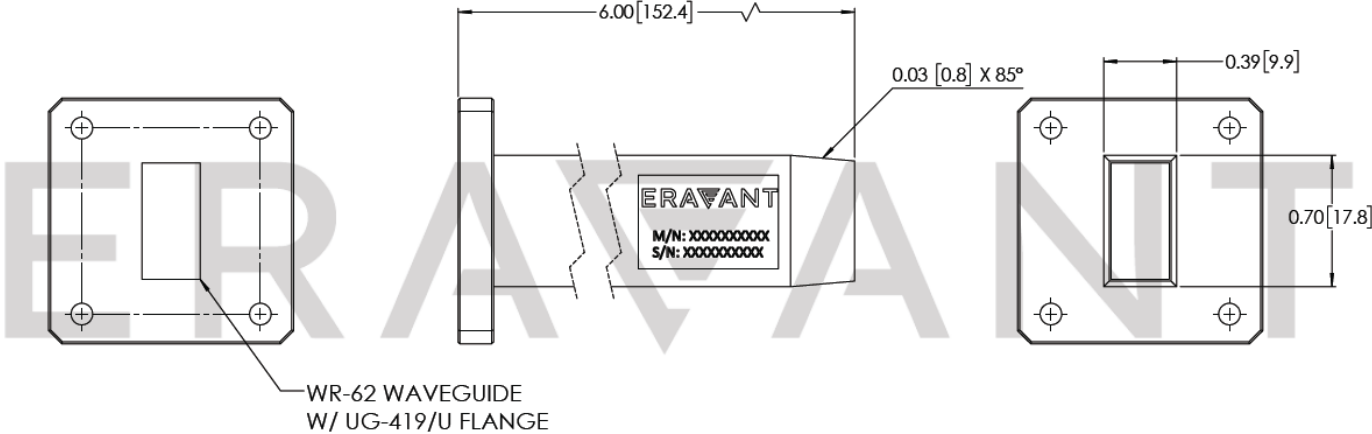 6.00[152.4]
0.03 [0.8] X 85°
0.39[9.9]
ERAVANT
ERAVANT
M/N: XXXXXXXXXX
S/N: XXXXXXXXXX
0.70[17.8]
WR-62 WAVEGUIDE
W/ UG-419/U FLANGE